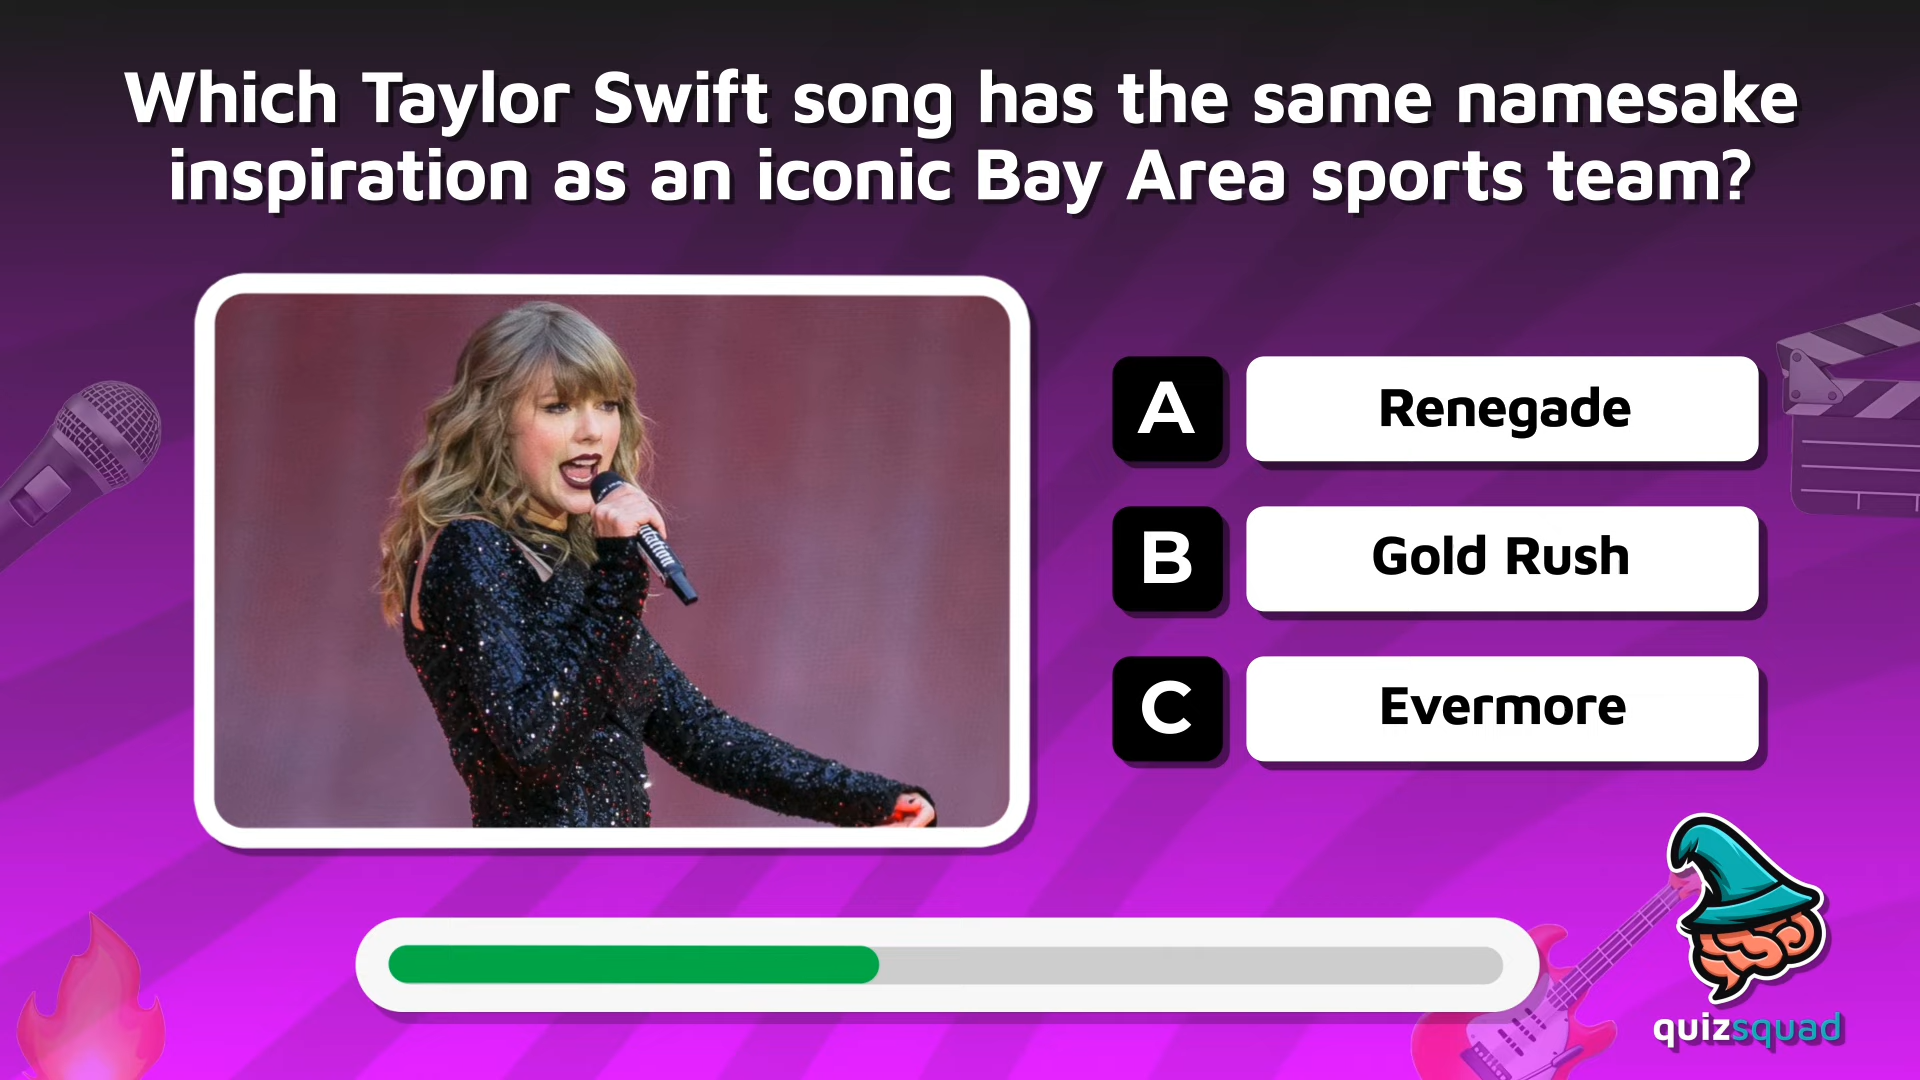 Which Taylor Swift song has the same namesake
inspiration as an iconic Bay Area sports team?
A
Renegade
B
Gold Rush
C
Evermore
quizsquad